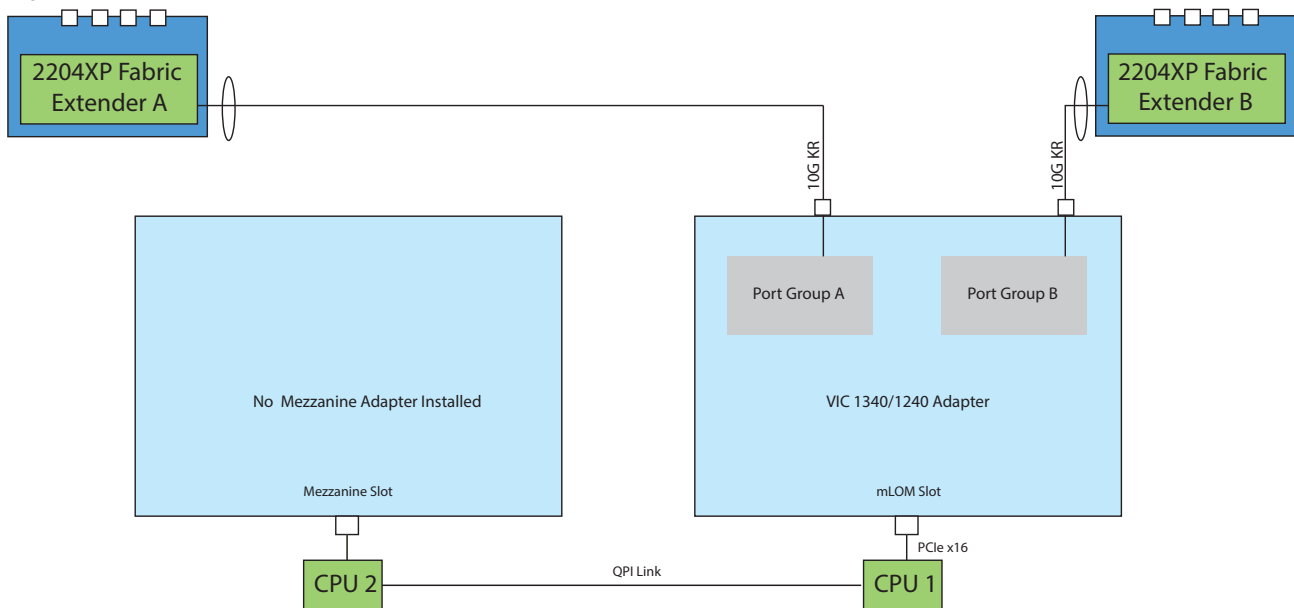 2204XP Fabric
Extender A
2204XP Fabric
Extender B
10G KR
10G KR
Port Group A
Port Group B
No Mezzanine Adapter Installed
VIC 1340/1240 Adapter
Mezzanine Slot
mLOM Slot
PCIe x16
QPI Link
CPU 2
CPU 1